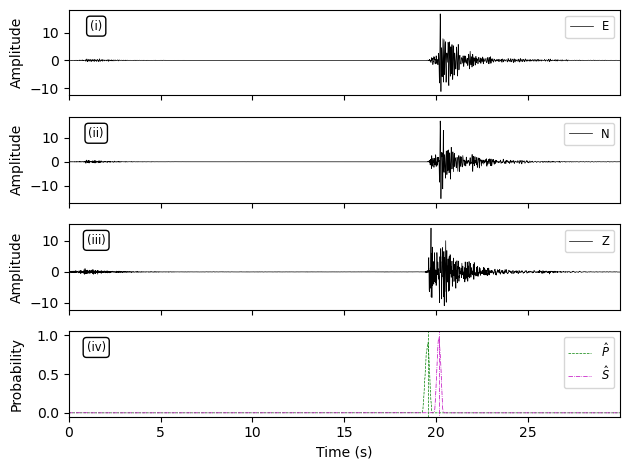 (i)
E
Amplitude
10
0
−10
(ii)
N
Amplitude
10
0
−10
(iii)
Z
Amplitude
10
0
−10
(iv)
P̂
Ŝ
Probability
1.0
0.5
0.0
0 5 10 15 20 25
Time (s)